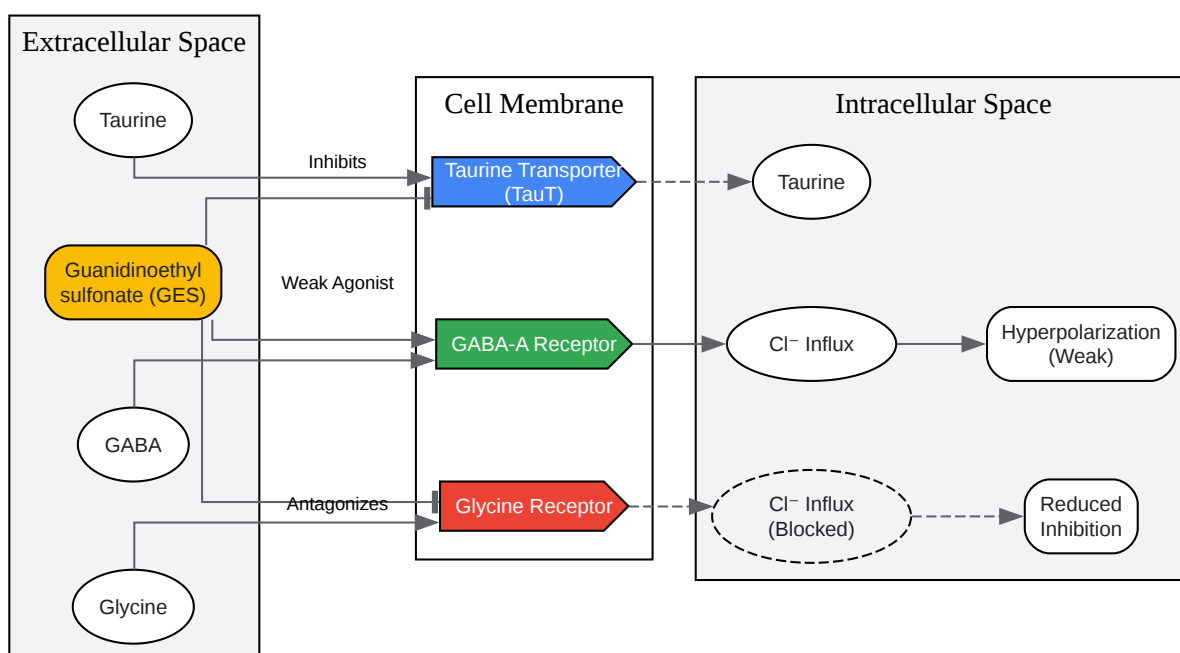 Extracellular Space
Taurine
Guanidinoethyl
sulfonate (GES)
GABA
Glycine
Inhibits
Weak Agonist
Antagonizes
Cell Membrane
Taurine Transporter
(TauT)
GABA-A Receptor
Glycine Receptor
Intracellular Space
Taurine
Cl⁻ Influx
Hyperpolarization
(Weak)
Cl⁻ Influx
(Blocked)
Reduced
Inhibition